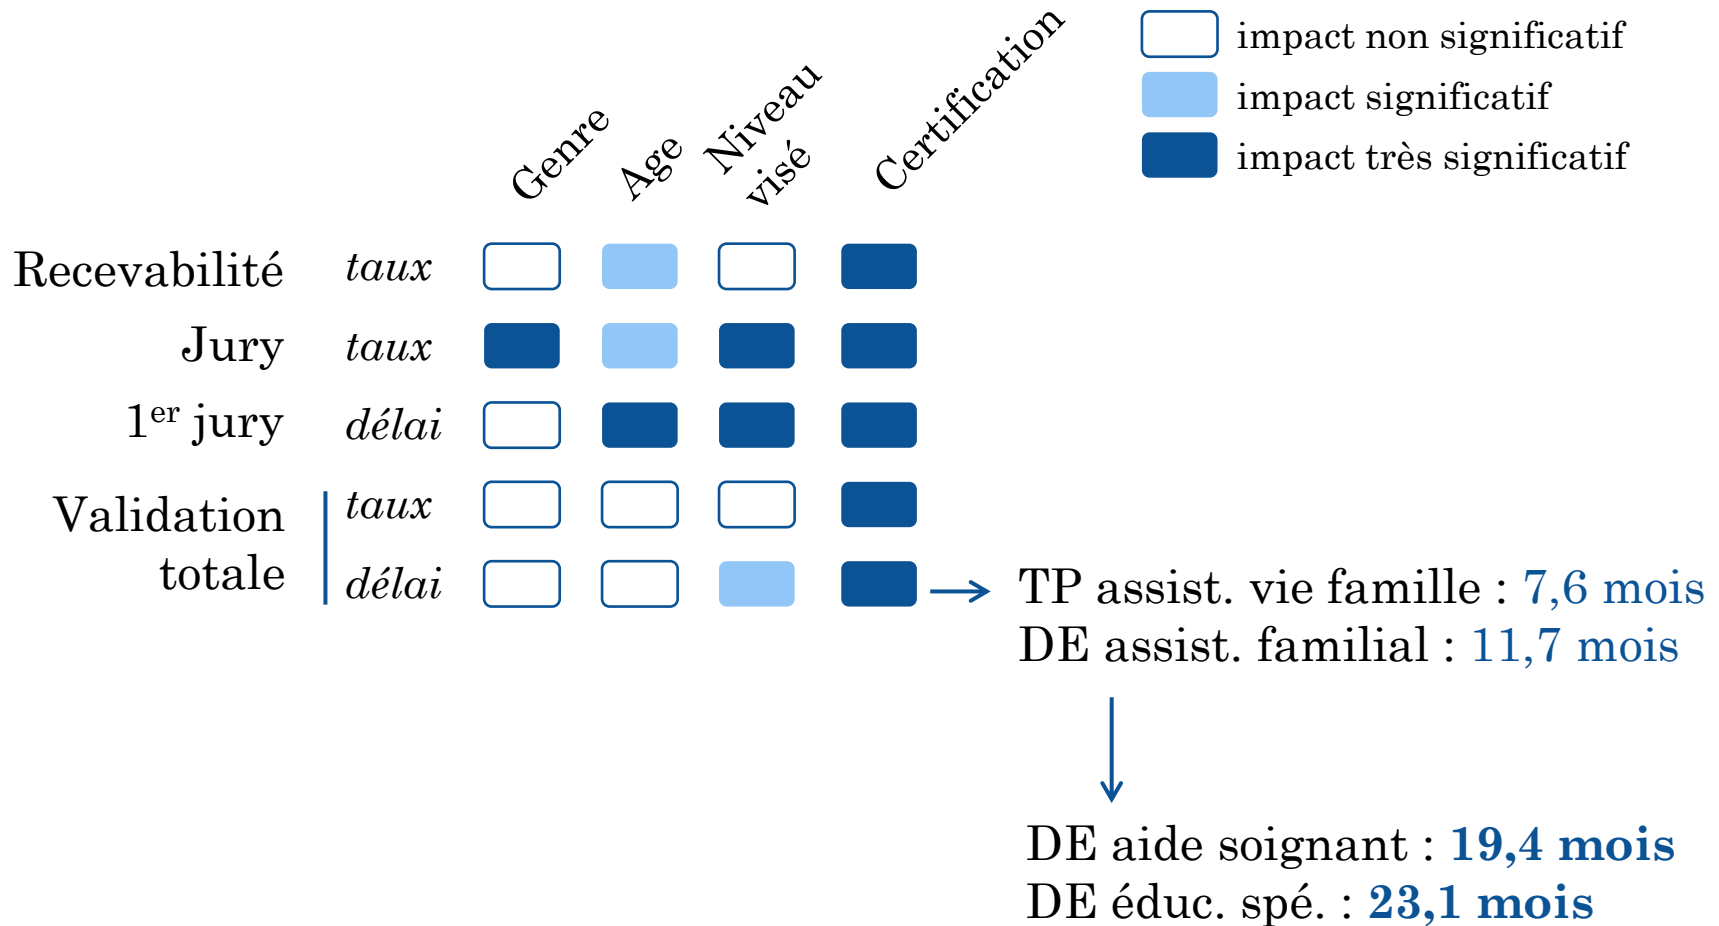 impact non significatif
impact significatif
impact très significatif
Genre
Age
Niveau
visé
Certification
Recevabilité taux
Jury taux
1er jury délai
Validation
totale
taux
délai
TP assist. vie famille : 7,6 mois
DE assist. familial : 11,7 mois
DE aide soignant : 19,4 mois
DE éduc. spé. : 23,1 mois